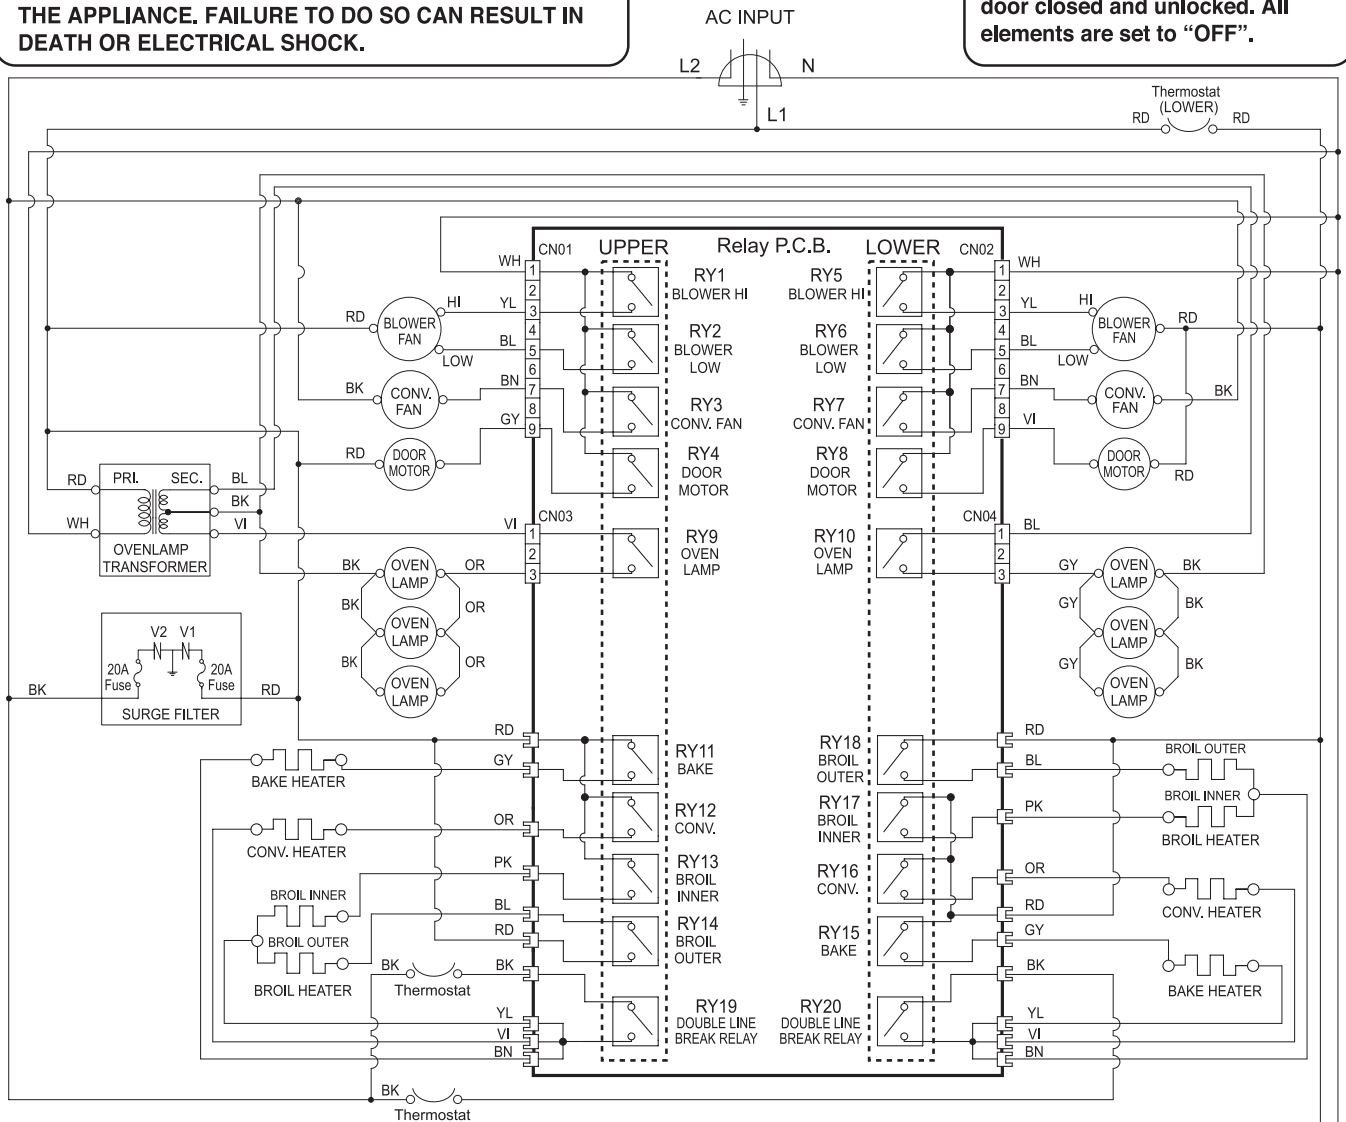 THE APPLIANCE. FAILURE TO DO SO CAN RESULT IN
DEATH OR ELECTRICAL SHOCK.
door closed and unlocked. All
elements are set to “OFF”.
AC INPUT
L2
N
L1
Thermostat
(LOWER)
RD
RD
CN01
UPPER
Relay P.C.B.
LOWER
CN02
WH
1
2
3
4
5
6
7
8
9
YL
BL
BN
GY
RD
HI
BLOWER
FAN
LOW
BK
CONV.
FAN
RD
DOOR
MOTOR
RY1
BLOWER HI
RY2
BLOWER
LOW
RY3
CONV. FAN
RY4
DOOR
MOTOR
RY5
BLOWER HI
RY6
BLOWER
LOW
RY7
CONV. FAN
RY8
DOOR
MOTOR
1
2
3
4
5
6
7
8
9
WH
YL
BL
BN
VI
HI
BLOWER
FAN
LOW
RD
CONV.
FAN
BK
DOOR
MOTOR
RD
RD
PRI.
SEC.
BL
BK
WH
VI
OVENLAMP
TRANSFORMER
VI
CN03
1
2
3
RY9
OVEN
LAMP
RY10
OVEN
LAMP
CN04
1
2
3
BL
BK
OVEN
LAMP
OR
BK
OR
OVEN
LAMP
BK
OR
OVEN
LAMP
GY
OVEN
LAMP
BK
GY
BK
OVEN
LAMP
GY
BK
OVEN
LAMP
V2
V1
20A
Fuse
20A
Fuse
BK
RD
SURGE FILTER
RD
GY
BAKE HEATER
OR
CONV. HEATER
PK
BROIL INNER
BL
BROIL OUTER
RD
BROIL HEATER
BK
Thermostat
BK
YL
VI
BN
BK
Thermostat
RY11
BAKE
RY12
CONV.
RY13
BROIL
INNER
RY14
BROIL
OUTER
RY19
DOUBLE LINE
BREAK RELAY
RY18
BROIL
OUTER
RY17
BROIL
INNER
RY16
CONV.
RY15
BAKE
RY20
DOUBLE LINE
BREAK RELAY
RD
BL
BROIL OUTER
BROIL INNER
PK
BROIL HEATER
OR
CONV. HEATER
RD
GY
BK
BAKE HEATER
YL
VI
BN